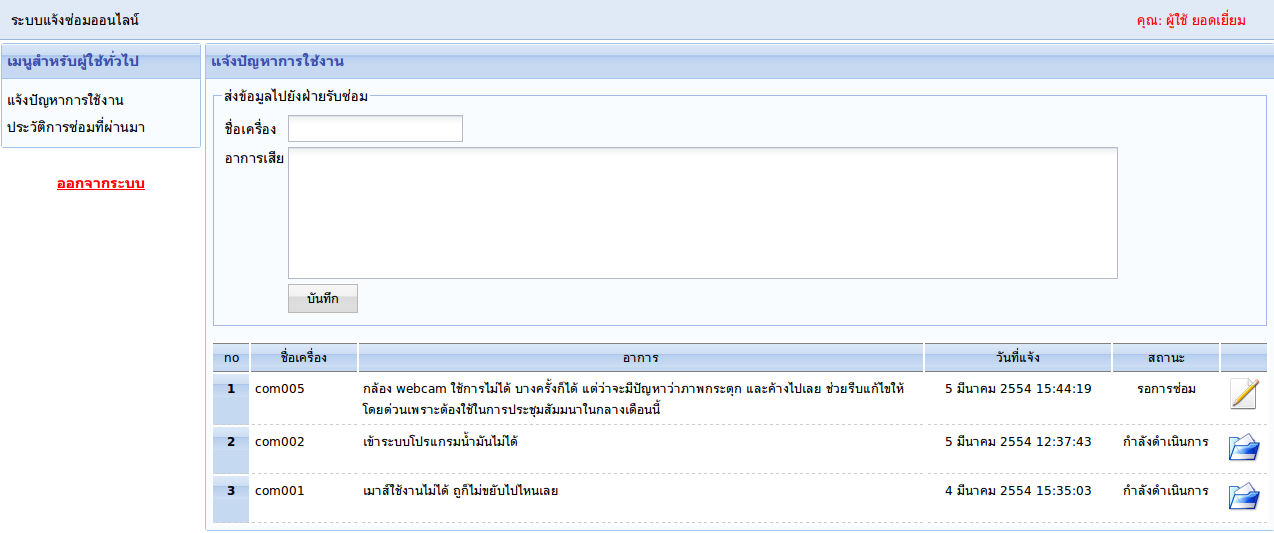 ระบบแจ้งซ่อมออนไลน์
คุณ: ผู้ใช้ ยอดเยี่ยม
เมนูสำหรับผู้ใช้ทั่วไป
แจ้งปัญหาการใช้งาน
ประวัติการซ่อมที่ผ่านมา
ออกจากระบบ
แจ้งปัญหาการใช้งาน
ส่งข้อมูลไปยังฝ่ายรับซ่อม
ชื่อเครื่อง
อาการเสีย
บันทึก
no ชื่อเครื่อง อาการ วันที่แจ้ง สถานะ
1 com005 กล้อง webcam ใช้การไม่ได้ บางครั้งก็ได้ แต่ว่าจะมีปัญหาว่าภาพกระตุก และค้างไปเลย ช่วยรีบแก้ไขให้ 5 มีนาคม 2554 15:44:19 รอการซ่อม
โดยด่วนเพราะต้องใช้ในการประชุมสัมมนาในกลางเดือนนี้
2 com002 เข้าระบบโปรแกรมน้ำมันไม่ได้ 5 มีนาคม 2554 12:37:43 กำลังดำเนินการ
3 com001 เมาส์ใช้งานไม่ได้ ถูก็ไม่ขยับไปไหนเลย 4 มีนาคม 2554 15:35:03 กำลังดำเนินการ